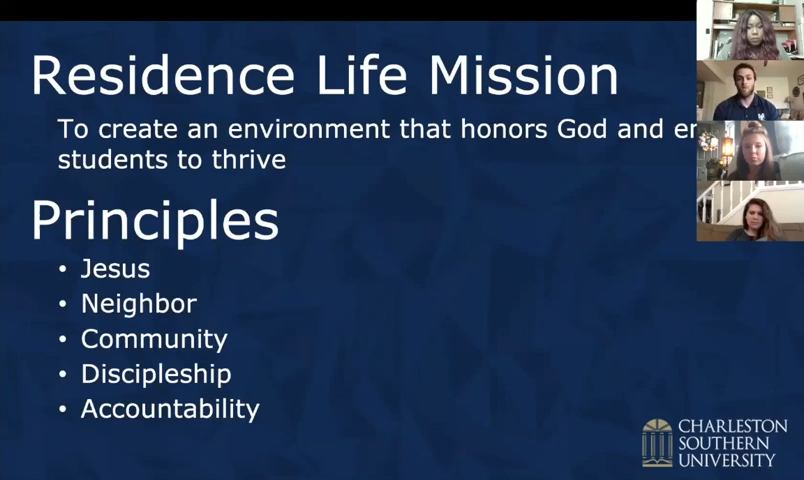 Residence Life Mission
To create an environment that honors God and
students to thrive
Principles
• Jesus
• Neighbor
• Community
• Discipleship
• Accountability
CHARLESTON
SOUTHERN
UNIVERSITY